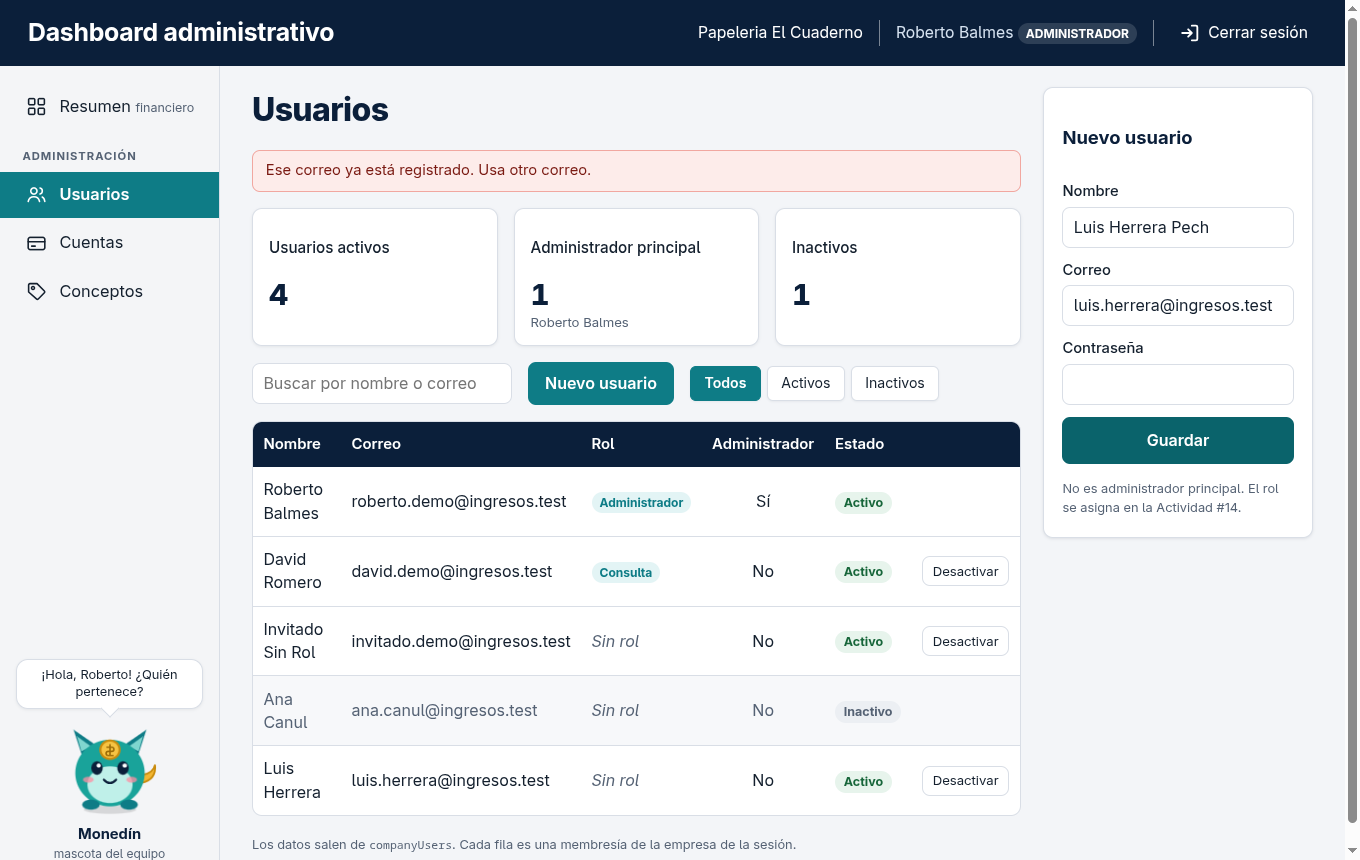 Dashboard administrativo
Papeleria El Cuaderno
Roberto Balmes ADMINISTRADOR
Cerrar sesión
Resumen financiero
ADMINISTRACIÓN
Usuarios
Cuentas
Conceptos
¡Hola, Roberto! ¿Quién
pertenece?
Monedín
mascota del equipo
Usuarios
Ese correo ya está registrado. Usa otro correo.
Usuarios activos
4
Administrador principal
1
Roberto Balmes
Inactivos
1
Buscar por nombre o correo
Nuevo usuario
Todos
Activos
Inactivos
Nombre Correo Rol Administrador Estado
Roberto
Balmes
roberto.demo@ingresos.test Administrador Sí Activo
David
Romero
david.demo@ingresos.test Consulta No Activo Desactivar
Invitado
Sin Rol
invitado.demo@ingresos.test Sin rol No Activo Desactivar
Ana
Canul
ana.canul@ingresos.test Sin rol No Inactivo
Luis
Herrera
luis.herrera@ingresos.test Sin rol No Activo Desactivar
Los datos salen de companyUsers. Cada fila es una membresía de la empresa de la sesión.
Nuevo usuario
Nombre
Luis Herrera Pech
Correo
luis.herrera@ingresos.test
Contraseña
Guardar
No es administrador principal. El rol
se asigna en la Actividad #14.